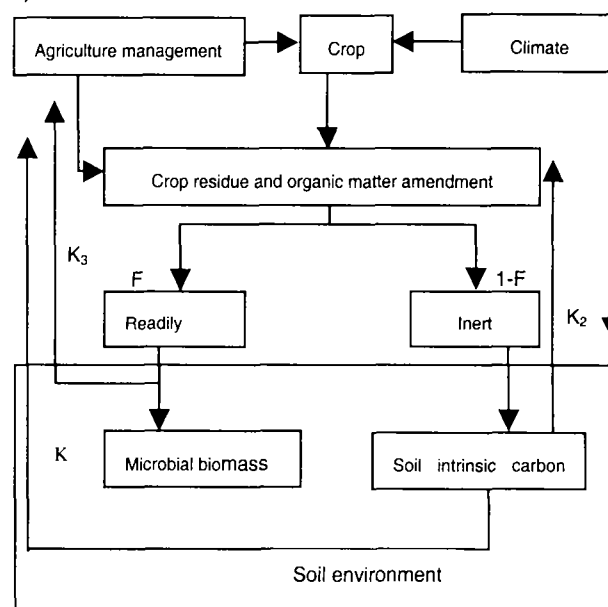 Agriculture management
Crop
Climate
Crop residue and organic matter amendment
K₃
F
1-F
Readily
Inert
K₂
K
Microbial biomass
Soil intrinsic carbon
Soil environment